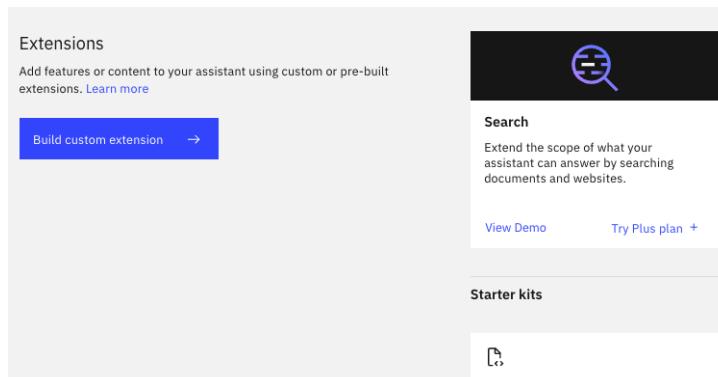 Extensions
Add features or content to your assistant using custom or pre-built
extensions. Learn more
Build custom extension
Search
Extend the scope of what your
assistant can answer by searching
documents and websites.
View Demo
Try Plus plan +
Starter kits